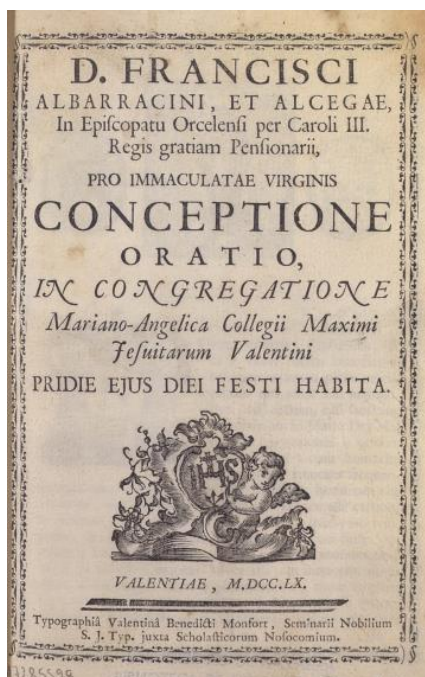 D. FRANCISCI
ALBARRACINI, ET ALCEGAE,
In Epiſcopatu Orcelenſi per Caroli III.
Regis gratiam Penſionarii,
PRO IMMACULATAE VIRGINIS
CONCEPTIONE
ORATIO,
IN CONGREGATIONE
Mariano-Angelica Collegii Maximi
Jeſuitarum Valentini
PRIDIE EJUS DIEI FESTI HABITA.
IHS
VALENTIAE, M.DCC.LX.
Typographiâ Valentinâ Benedicti Monfort, Seminarii Nobilium
S. J. Typ. juxta Scholaſticorum Noſocomium.